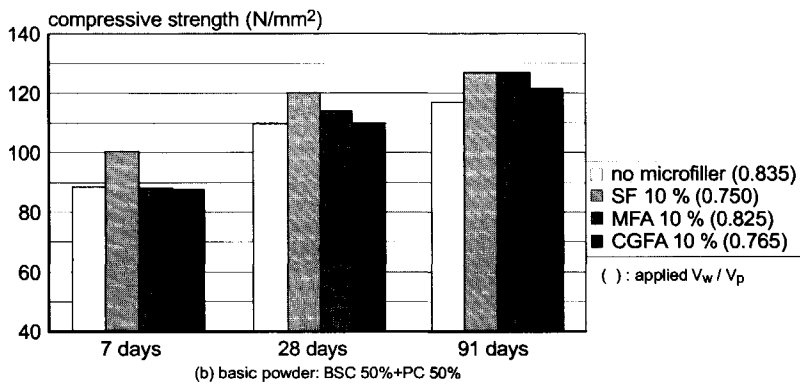 compressive strength (N/mm²)
140
120
100
80
60
40
7 days
28 days
91 days
no microfiller (0.835)
SF 10 % (0.750)
MFA 10 % (0.825)
CGFA 10 % (0.765)
( ) : applied Vw / Vp
(b) basic powder: BSC 50%+PC 50%